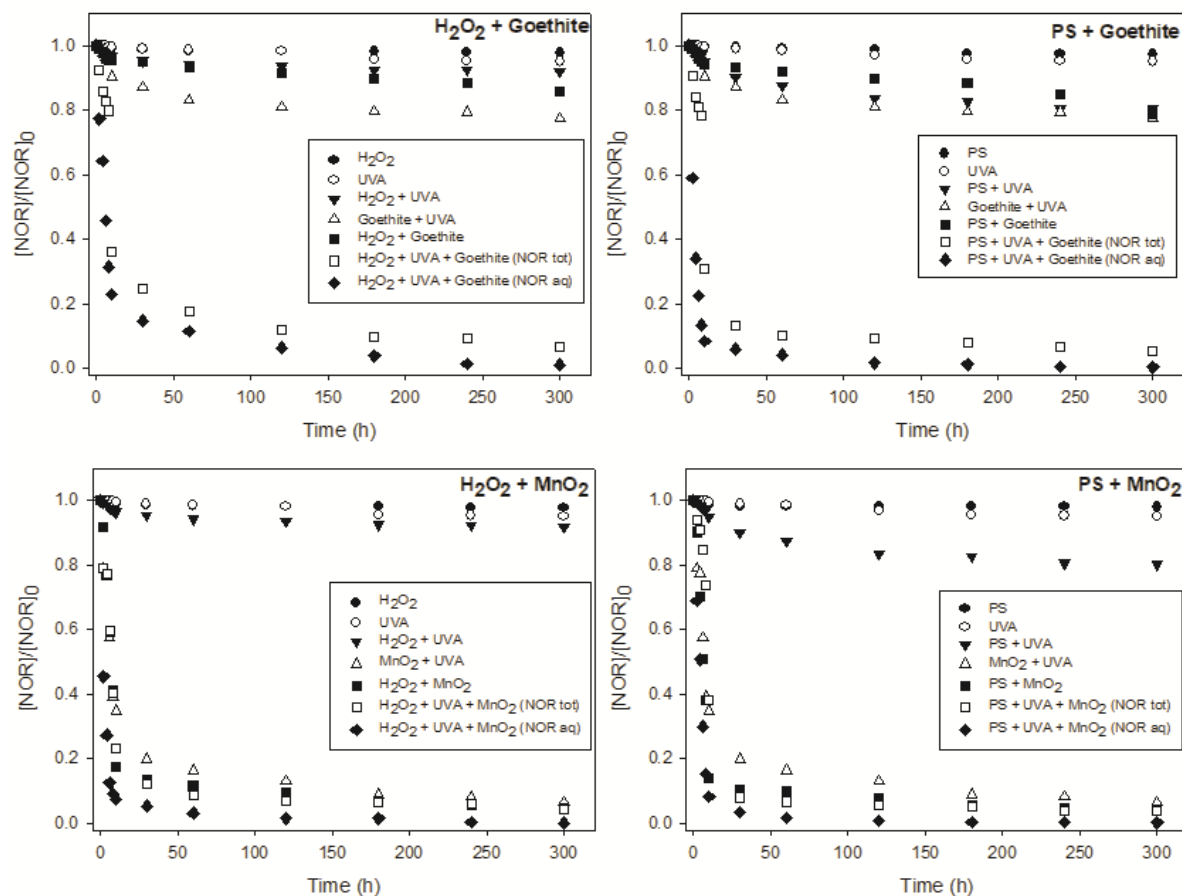 H₂O₂ + Goethite
1.0
0.8
0.6
0.4
0.2
0.0
[NOR]/[NOR]₀
H₂O₂
UVA
H₂O₂ + UVA
Goethite + UVA
H₂O₂ + Goethite
H₂O₂ + UVA + Goethite (NOR tot)
H₂O₂ + UVA + Goethite (NOR aq)
0 50 100 150 200 250 300
Time (h)
PS + Goethite
1.0
0.8
0.6
0.4
0.2
0.0
[NOR]/[NOR]₀
PS
UVA
PS + UVA
Goethite + UVA
PS + Goethite
PS + UVA + Goethite (NOR tot)
PS + UVA + Goethite (NOR aq)
0 50 100 150 200 250 300
Time (h)
H₂O₂ + MnO₂
1.0
0.8
0.6
0.4
0.2
0.0
[NOR]/[NOR]₀
H₂O₂
UVA
H₂O₂ + UVA
MnO₂ + UVA
H₂O₂ + MnO₂
H₂O₂ + UVA + MnO₂ (NOR tot)
H₂O₂ + UVA + MnO₂ (NOR aq)
0 50 100 150 200 250 300
Time (h)
PS + MnO₂
1.0
0.8
0.6
0.4
0.2
0.0
[NOR]/[NOR]₀
PS
UVA
PS + UVA
MnO₂ + UVA
PS + MnO₂
PS + UVA + MnO₂ (NOR tot)
PS + UVA + MnO₂ (NOR aq)
0 50 100 150 200 250 300
Time (h)